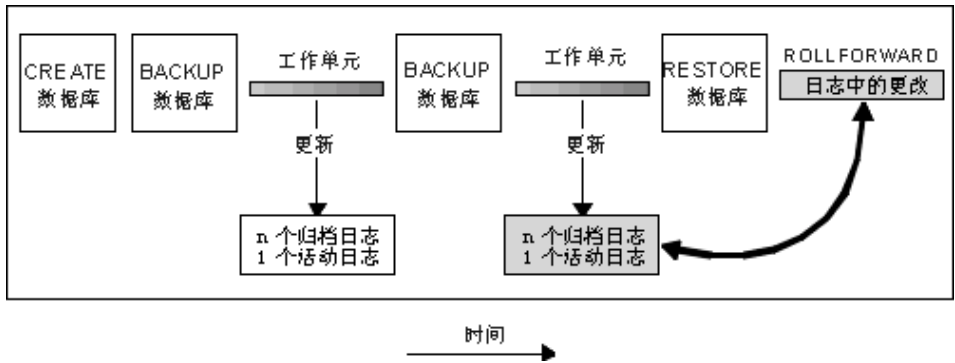 CREATE
数据库
BACKUP
数据库
工作单元
更新
n 个归档日志
1 个活动日志
BACKUP
数据库
工作单元
更新
n 个归档日志
1 个活动日志
RESTORE
数据库
ROLLFORWARD
日志中的更改
时间